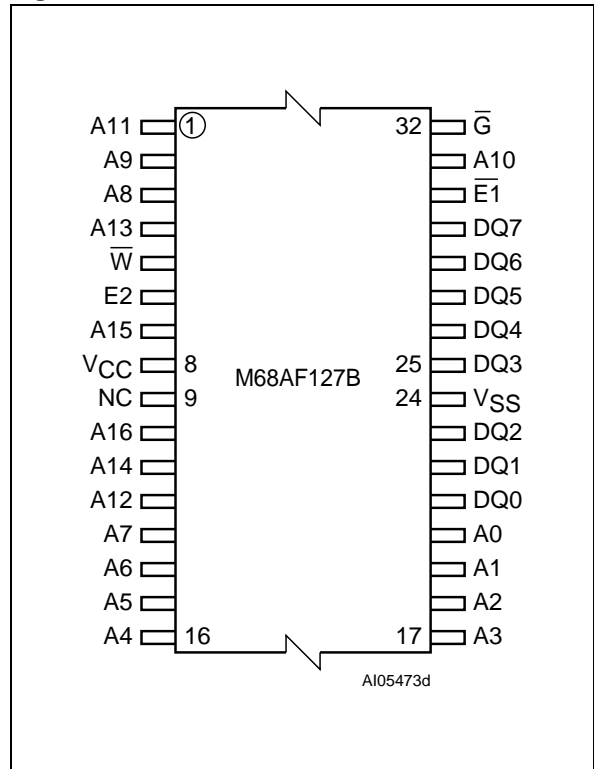 A11 ① 32 G̅
A9 A10
A8 E̅1̅
A13 DQ7
W̅ DQ6
E2 DQ5
A15 DQ4
VCC 8 25 DQ3
M68AF127B
NC 9 24 VSS
A16 DQ2
A14 DQ1
A12 DQ0
A7 A0
A6 A1
A5 A2
A4 16 17 A3
AI05473d